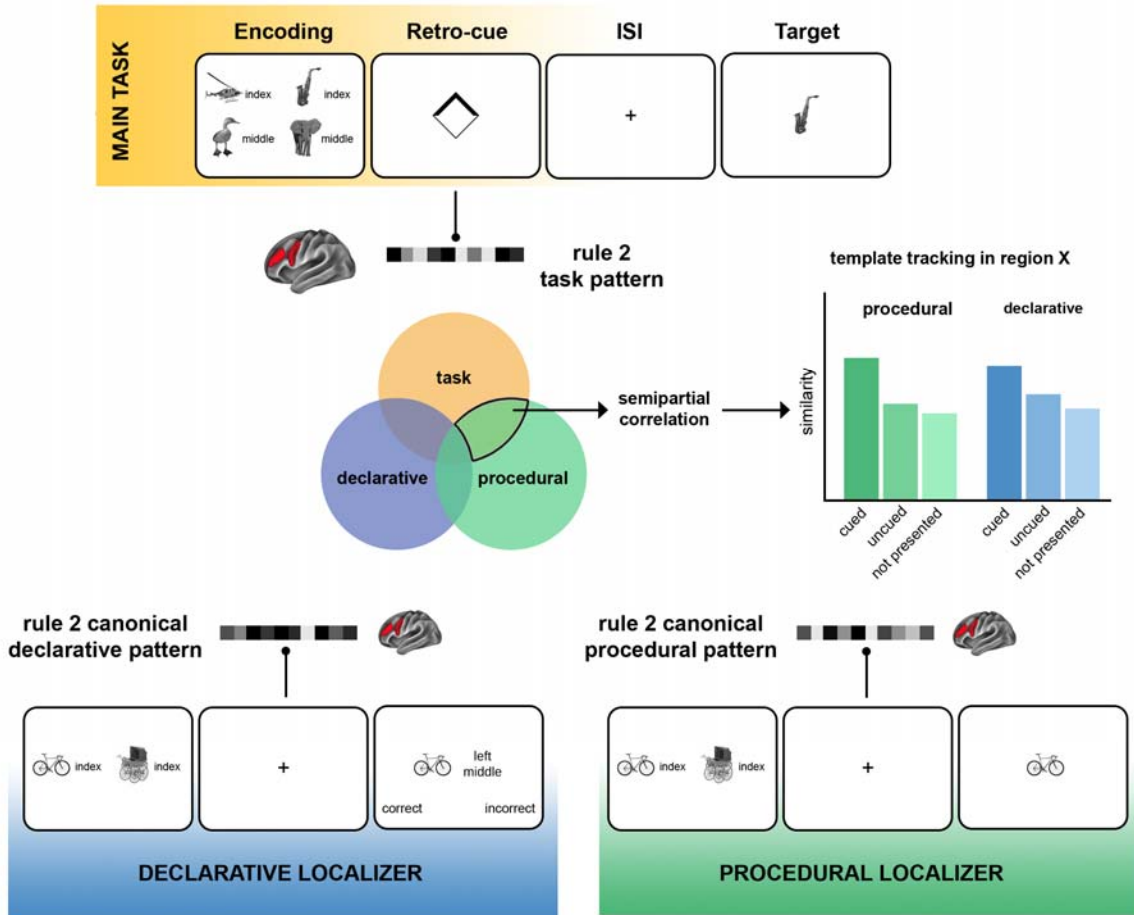 MAIN TASK
Encoding
Retro-cue
ISI
Target
index
index
middle
middle
+
rule 2
task pattern
template tracking in region X
procedural
declarative
similarity
cued
uncued
not presented
cued
uncued
not presented
task
declarative
procedural
semipartial
correlation
rule 2 canonical
declarative pattern
rule 2 canonical
procedural pattern
index
index
+
left
middle
correct
incorrect
DECLARATIVE LOCALIZER
index
index
+
PROCEDURAL LOCALIZER